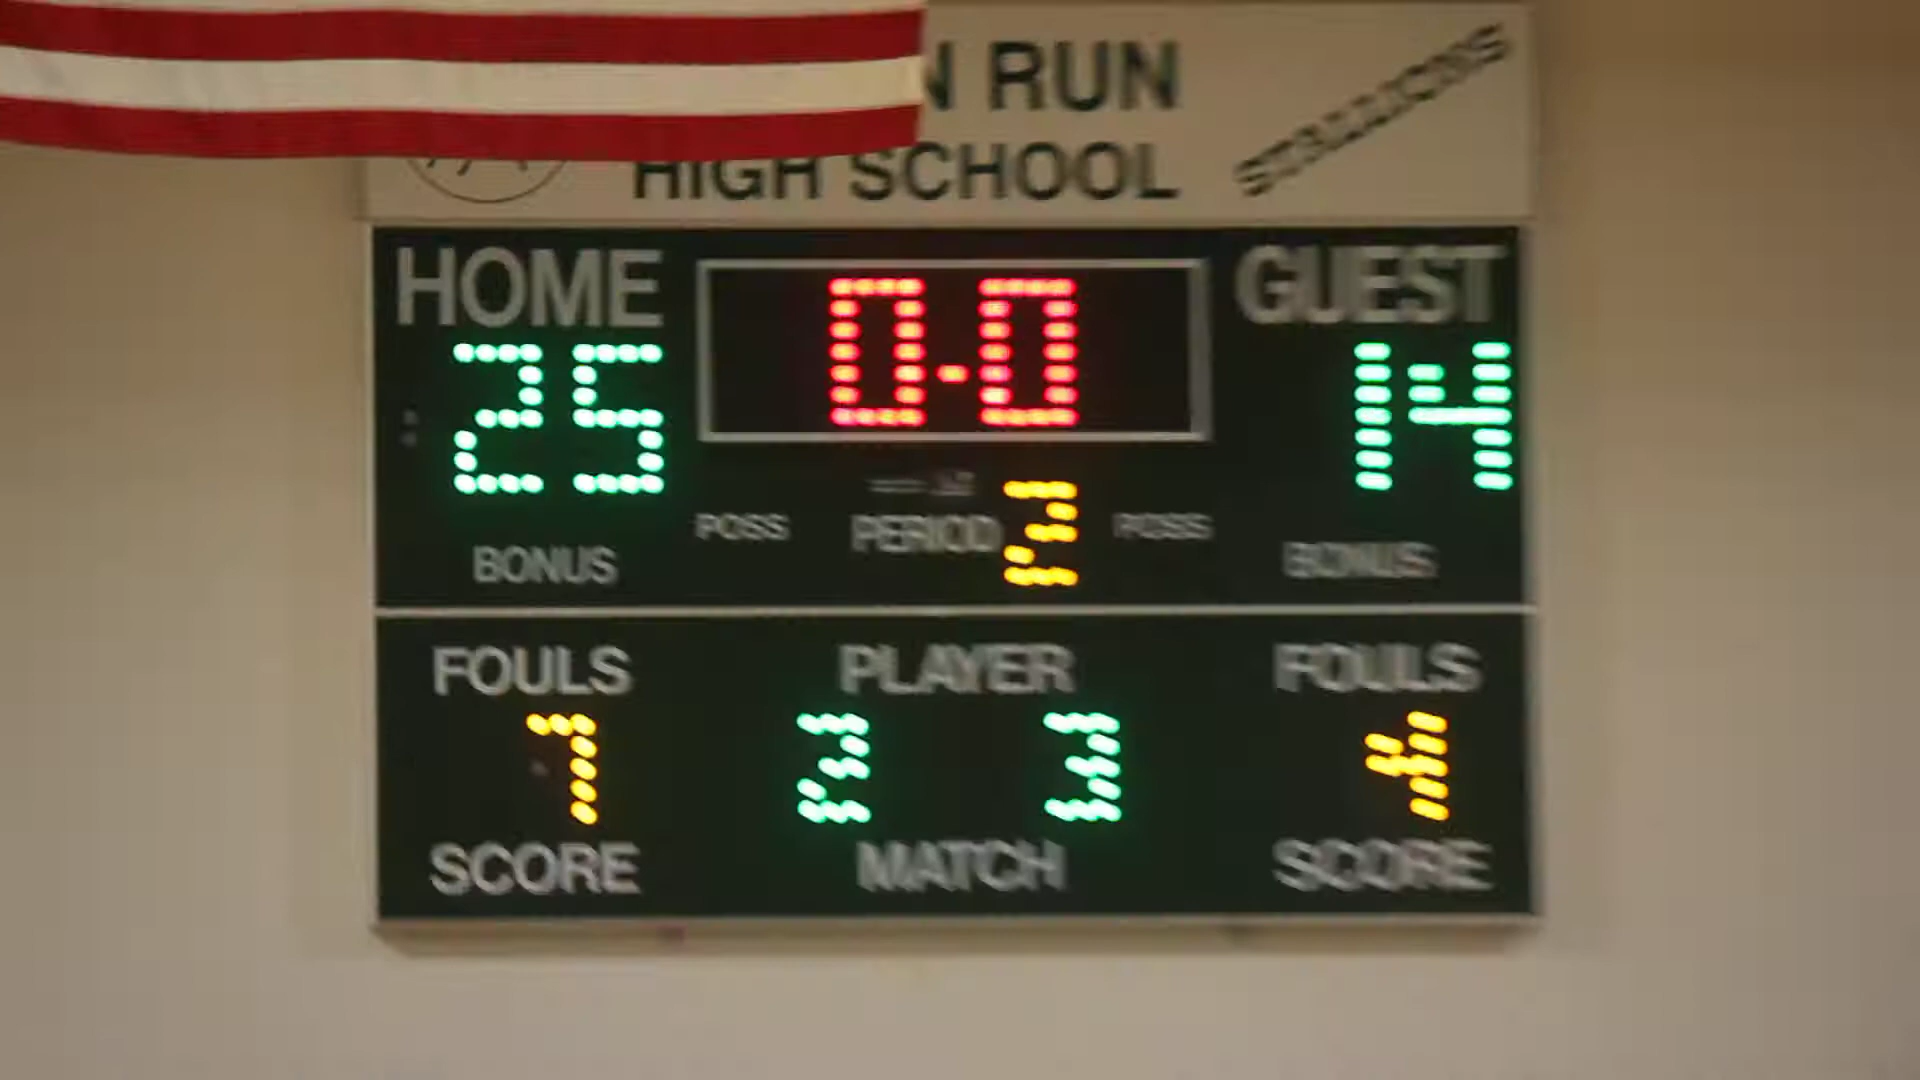 N RUN
HIGH SCHOOL
STALLIONS
HOME
0-0
GUEST
25
14
POSS
PERIOD 2
POSS
BONUS
BONUS
FOULS
PLAYER
FOULS
7
2 3
4
SCORE
MATCH
SCORE